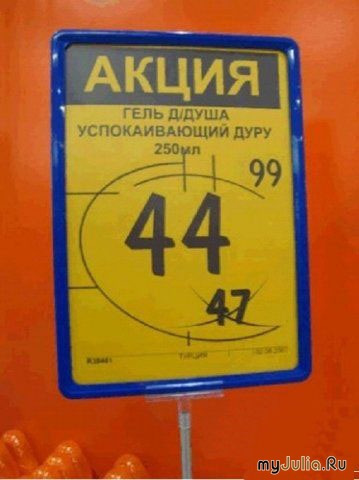 АКЦИЯ
ГЕЛЬ Д/ДУША
УСПОКАИВАЮЩИЙ ДУРУ
250мл
99
44
47
ТУРЦИЯ
myJulia.Ru